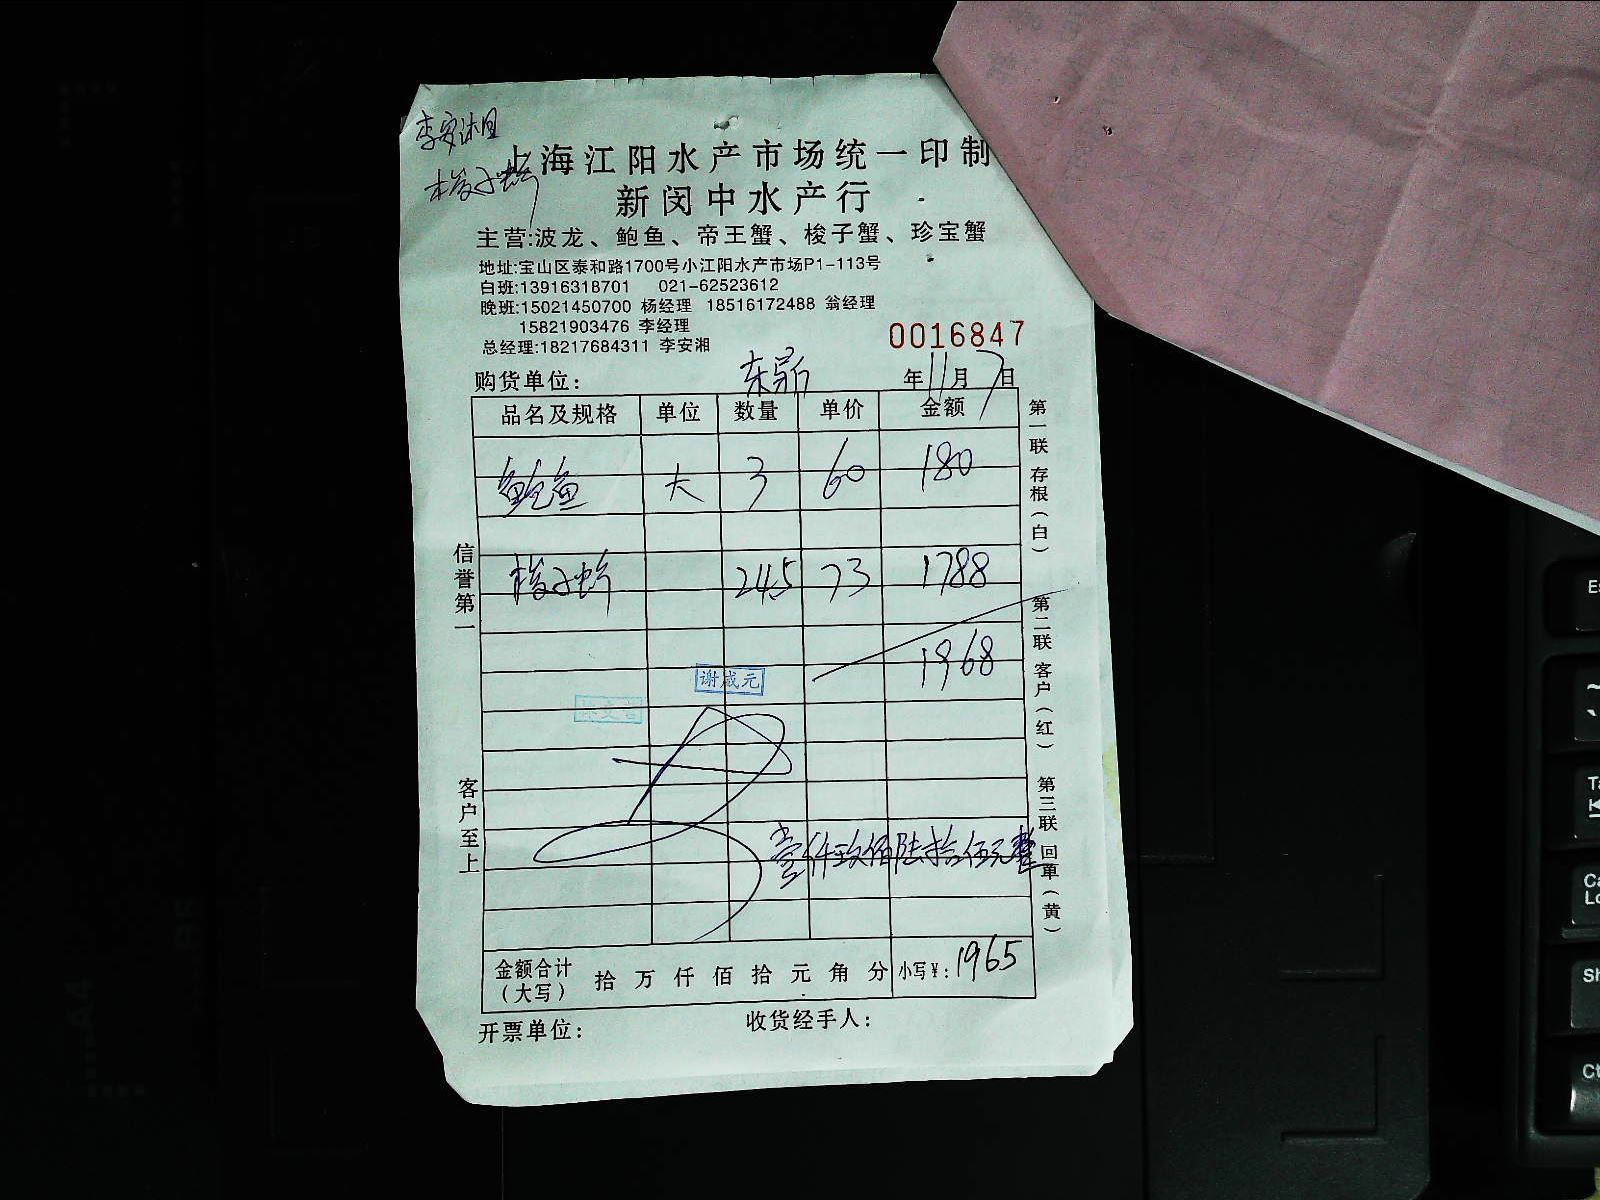 李安湘
梭子蟹
上海江阳水产市场统一印制
新闵中水产行
主营:波龙、鲍鱼、帝王蟹、梭子蟹、珍宝蟹
地址:宝山区泰和路1700号小江阳水产市场P1-113号
白班:13916318701 021-62523612
晚班:15021450700 杨经理 18516172488 翁经理
15821903476 李经理
总经理:18217684311 李安湘
0016847
购货单位: 年11月7日
品名及规格 单位 数量 单价 金额
鲍鱼 大 3 60 180
梭子蟹 24.5 73 1788
1968
谢成元
壹仟玖佰陆拾伍元整
金额合计(大写) 拾 万 仟 佰 拾 元 角 分 小写¥: 1965
开票单位: 收货经手人:
信誉第一
客户至上
第一联 存根(白)
第二联 客户(红)
第三联 回单(黄)
A4
Es
~
`
Ta
Ca
Lo
Sh
Ct